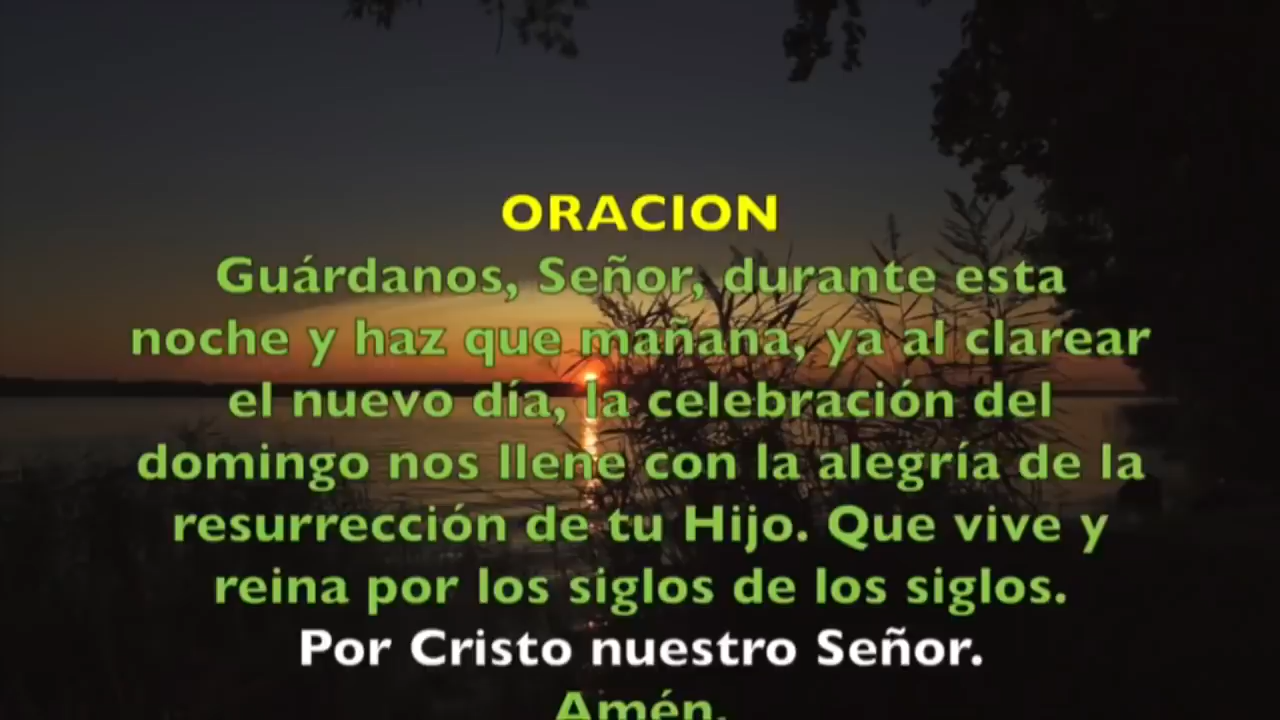 ORACION
Guárdanos, Señor, durante esta
noche y haz que mañana, ya al clarear
el nuevo día, la celebración del
domingo nos llene con la alegría de la
resurrección de tu Hijo. Que vive y
reina por los siglos de los siglos.
Por Cristo nuestro Señor.
Amén.